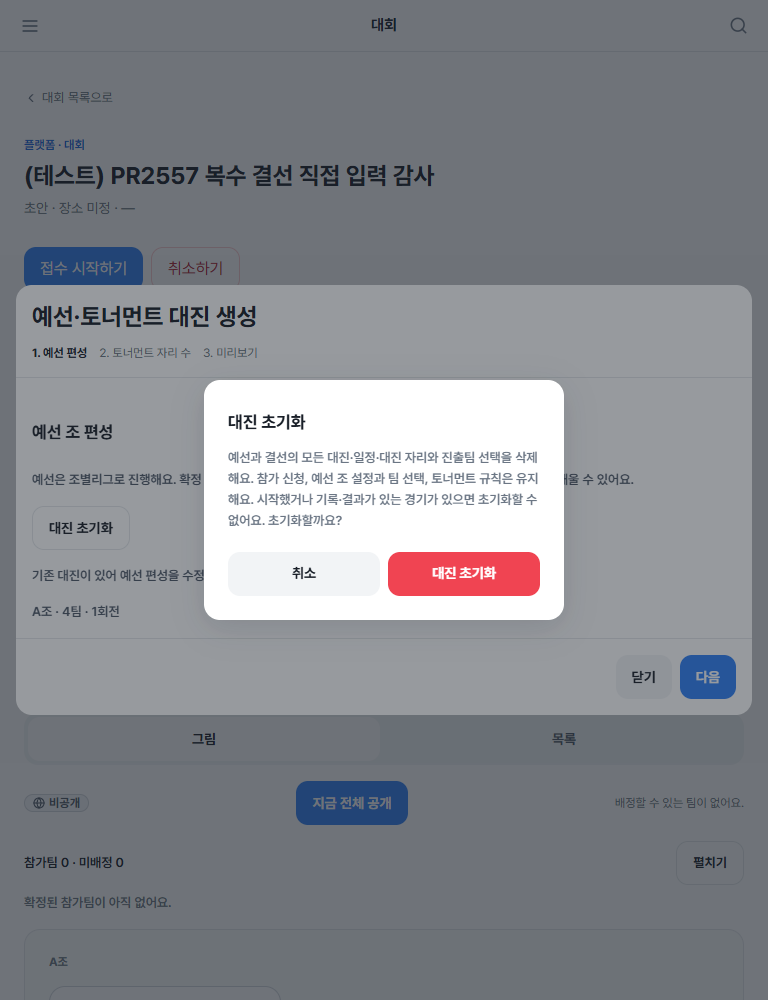 대회
대회 목록으로
플랫폼 · 대회
(테스트) PR2557 복수 결선 직접 입력 감사
초안 · 장소 미정 · —
접수 시작하기
취소하기
예선·토너먼트 대진 생성
1. 예선 편성 2. 토너먼트 자리 수 3. 미리보기
예선 조 편성
예선은 조별리그로 진행해요. 확정
울 수 있어요.
대진 초기화
기존 대진이 있어 예선 편성을 수정
A조 · 4팀 · 1회전
대진 초기화
예선과 결선의 모든 대진·일정·대진 자리와 진출팀 선택을 삭제
해요. 참가 신청, 예선 조 설정과 팀 선택, 토너먼트 규칙은 유지
해요. 시작했거나 기록·결과가 있는 경기가 있으면 초기화할 수
없어요. 초기화할까요?
취소
대진 초기화
닫기
다음
그림
목록
비공개
지금 전체 공개
배정할 수 있는 팀이 없어요.
참가팀 0 · 미배정 0
펼치기
확정된 참가팀이 아직 없어요.
A조